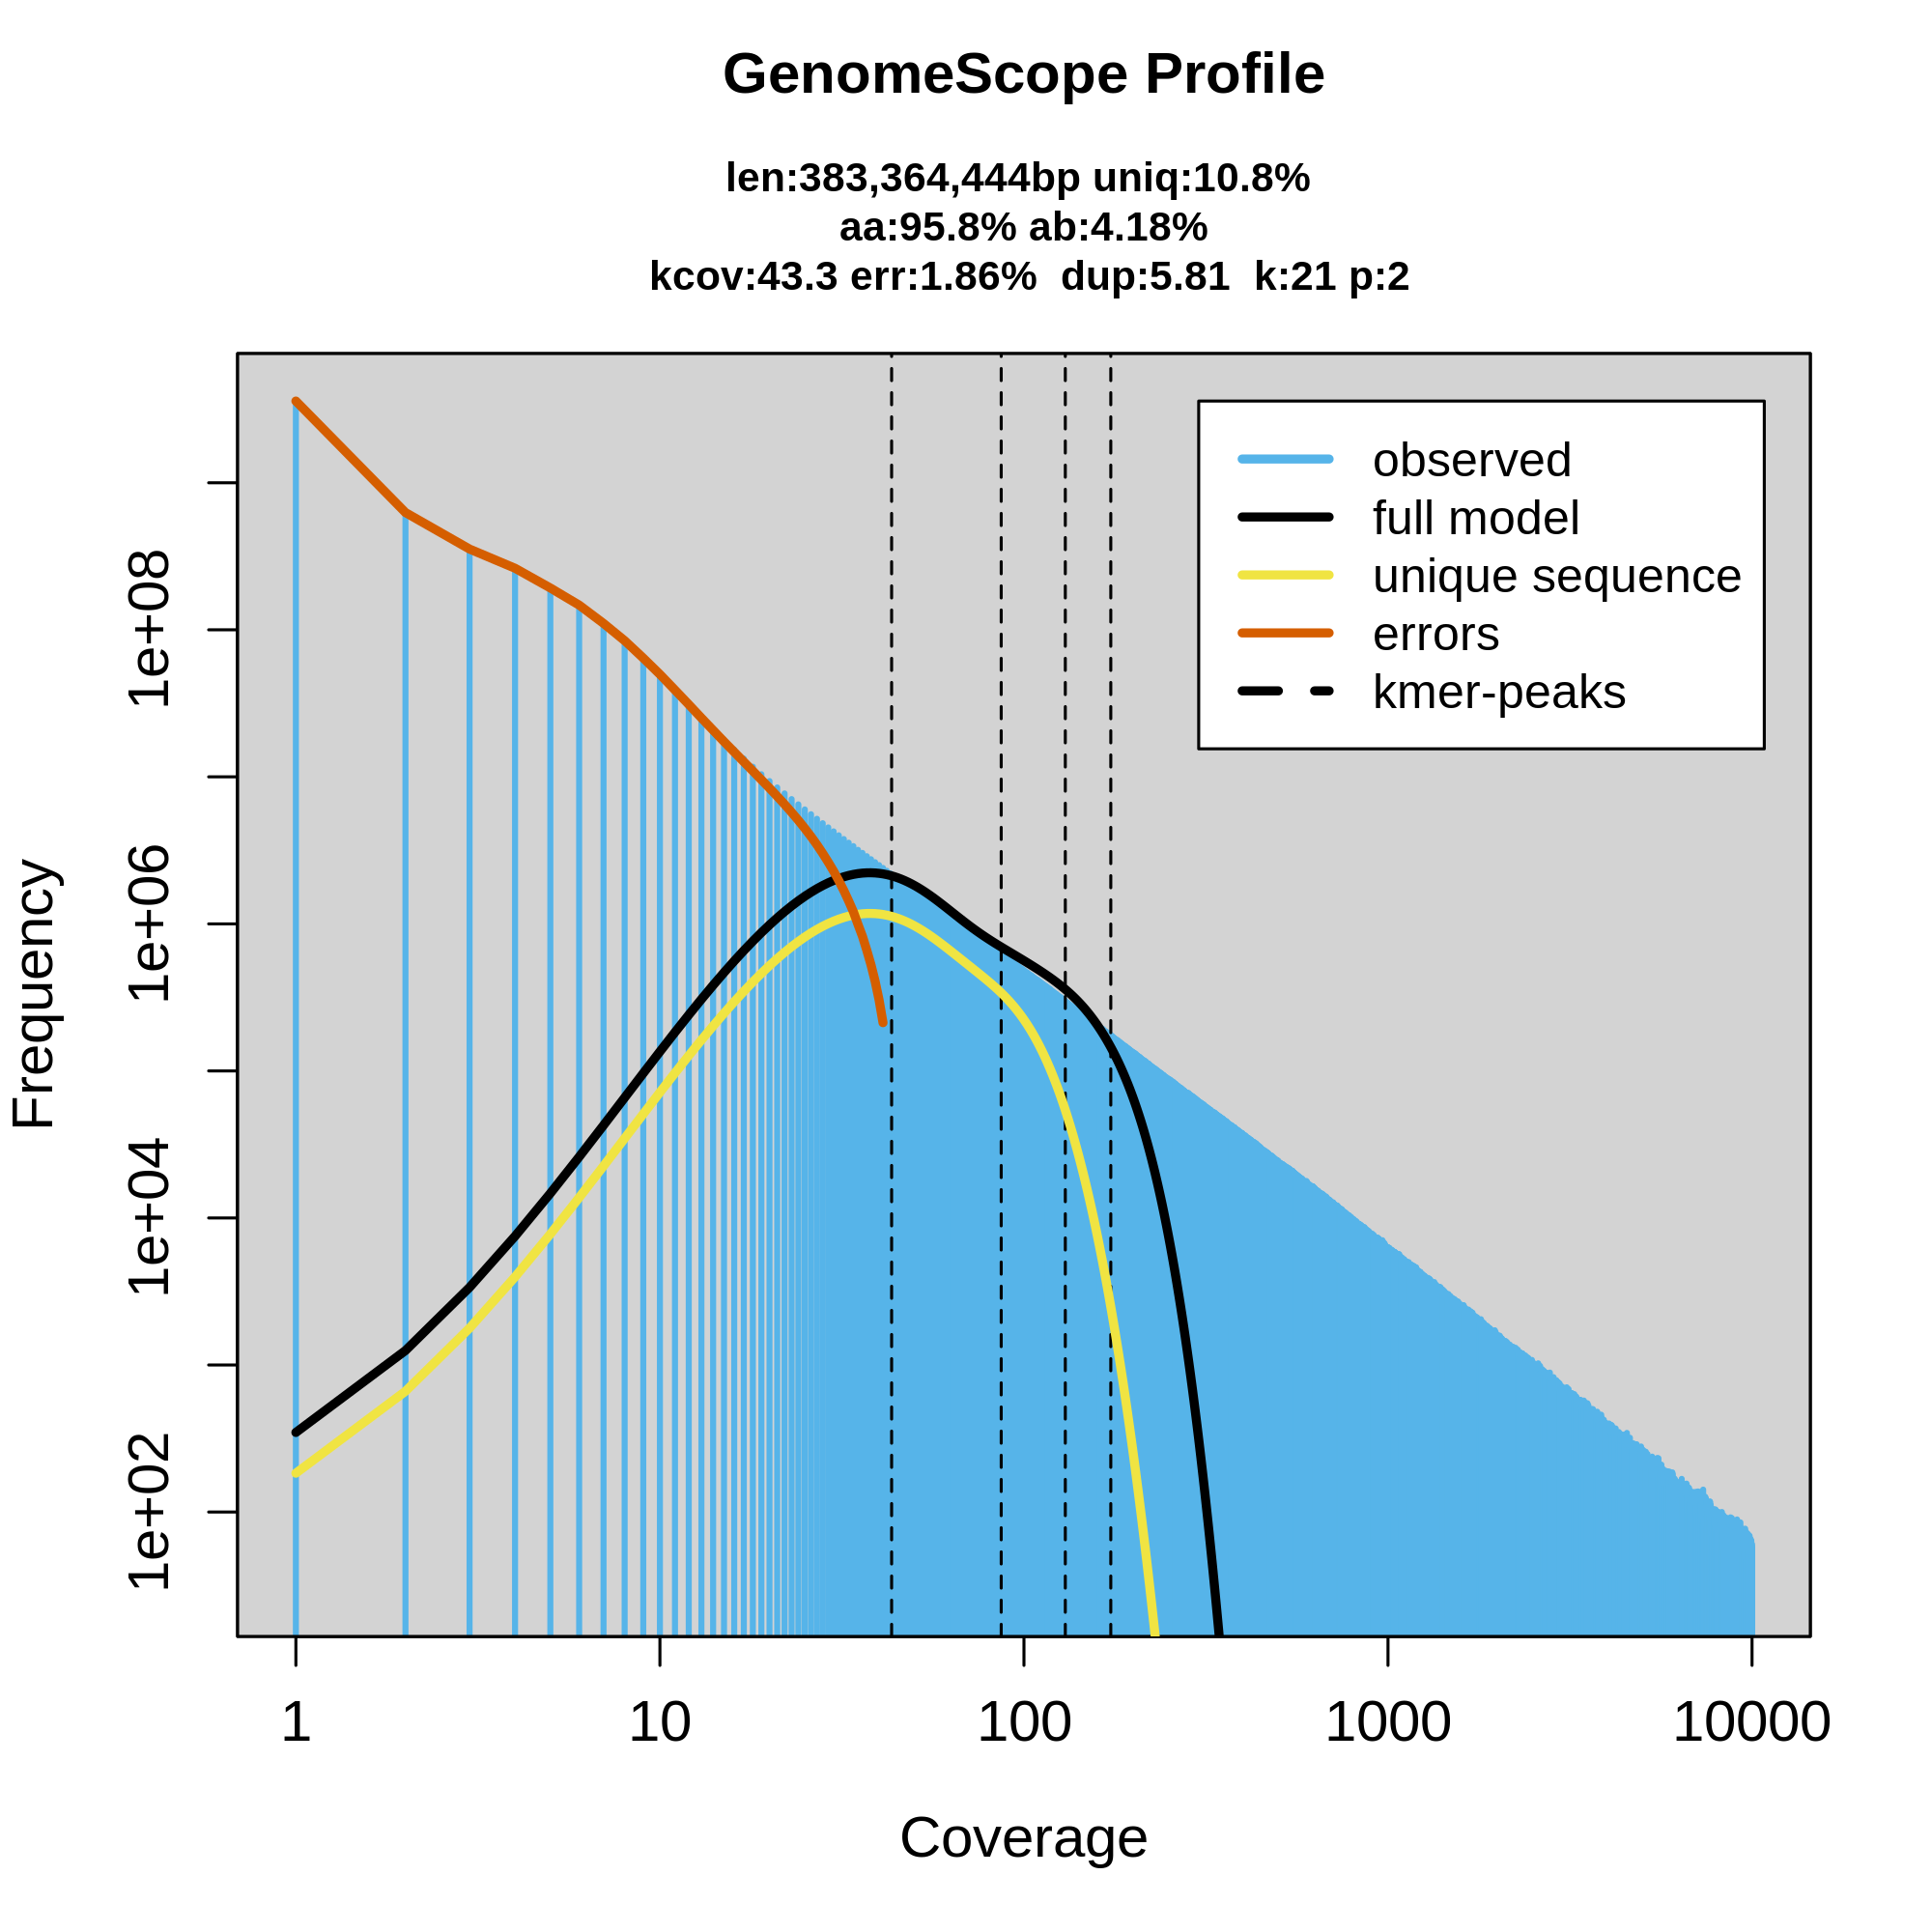 GenomeScope Profile
len:383,364,444bp uniq:10.8%
aa:95.8% ab:4.18%
kcov:43.3 err:1.86%  dup:5.81  k:21 p:2
observed
full model
unique sequence
errors
kmer-peaks
Frequency
1e+08
1e+06
1e+04
1e+02
1 10 100 1000 10000
Coverage